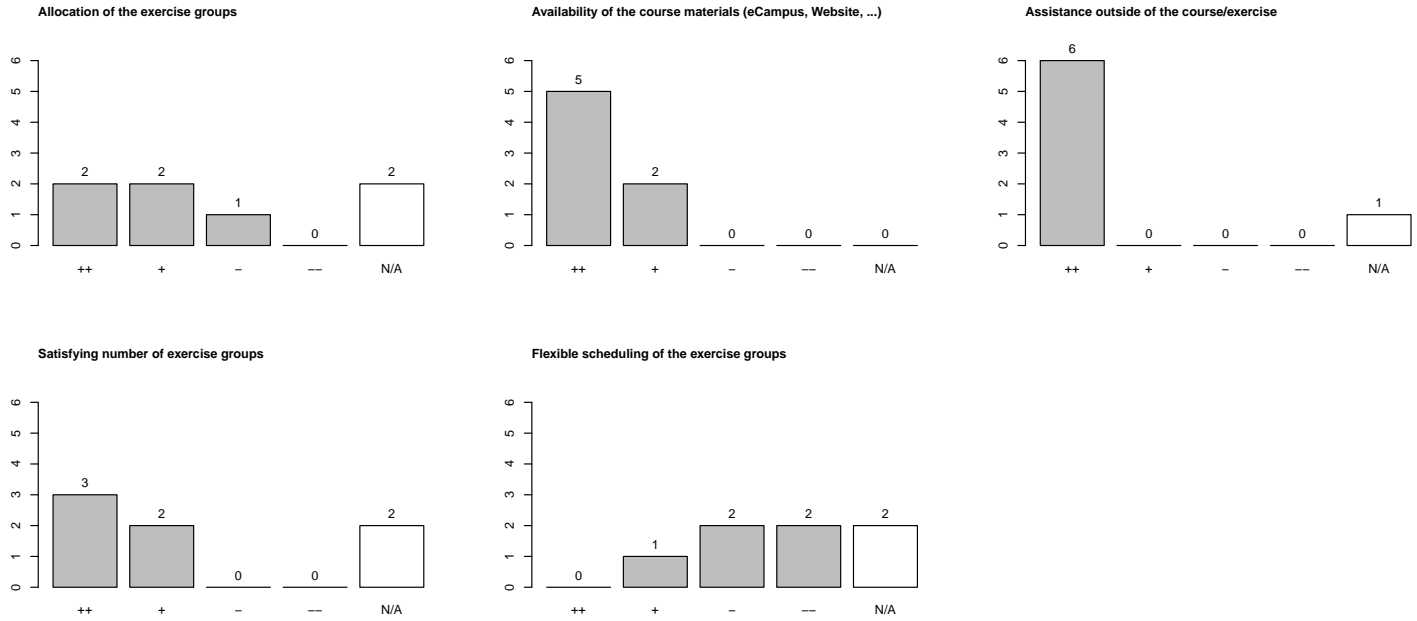 Allocation of the exercise groups
0 1 2 3 4 5 6
2 2 1 0 2
++ + − −− N/A
Availability of the course materials (eCampus, Website, ...)
0 1 2 3 4 5 6
5 2 0 0 0
++ + − −− N/A
Assistance outside of the course/exercise
0 1 2 3 4 5 6
6 0 0 0 1
++ + − −− N/A
Satisfying number of exercise groups
0 1 2 3 4 5 6
3 2 0 0 2
++ + − −− N/A
Flexible scheduling of the exercise groups
0 1 2 3 4 5 6
0 1 2 2 2
++ + − −− N/A